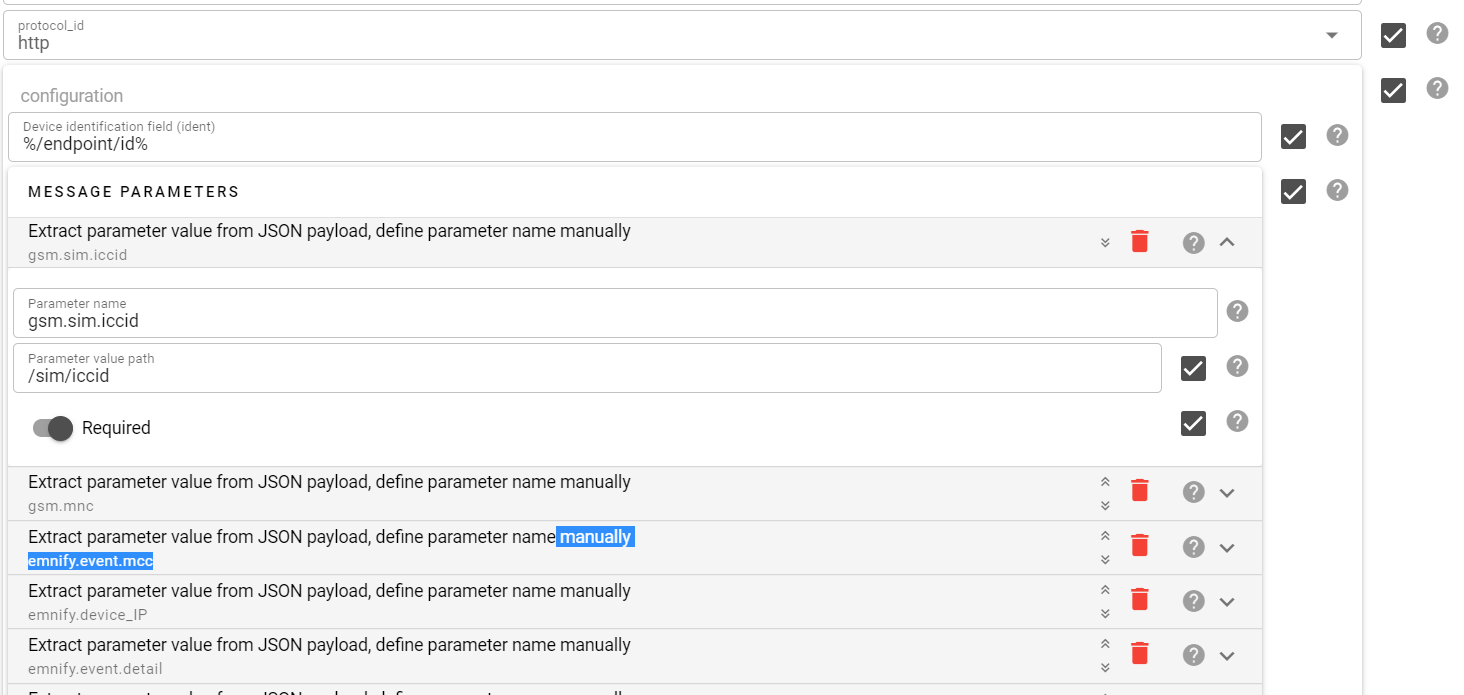 protocol_id
http
configuration
Device identification field (ident)
%/endpoint/id%
MESSAGE PARAMETERS
Extract parameter value from JSON payload, define parameter name manually
gsm.sim.iccid
Parameter name
gsm.sim.iccid
Parameter value path
/sim/iccid
Required
Extract parameter value from JSON payload, define parameter name manually
gsm.mnc
Extract parameter value from JSON payload, define parameter name manually
emnify.event.mcc
Extract parameter value from JSON payload, define parameter name manually
emnify.device_IP
Extract parameter value from JSON payload, define parameter name manually
emnify.event.detail